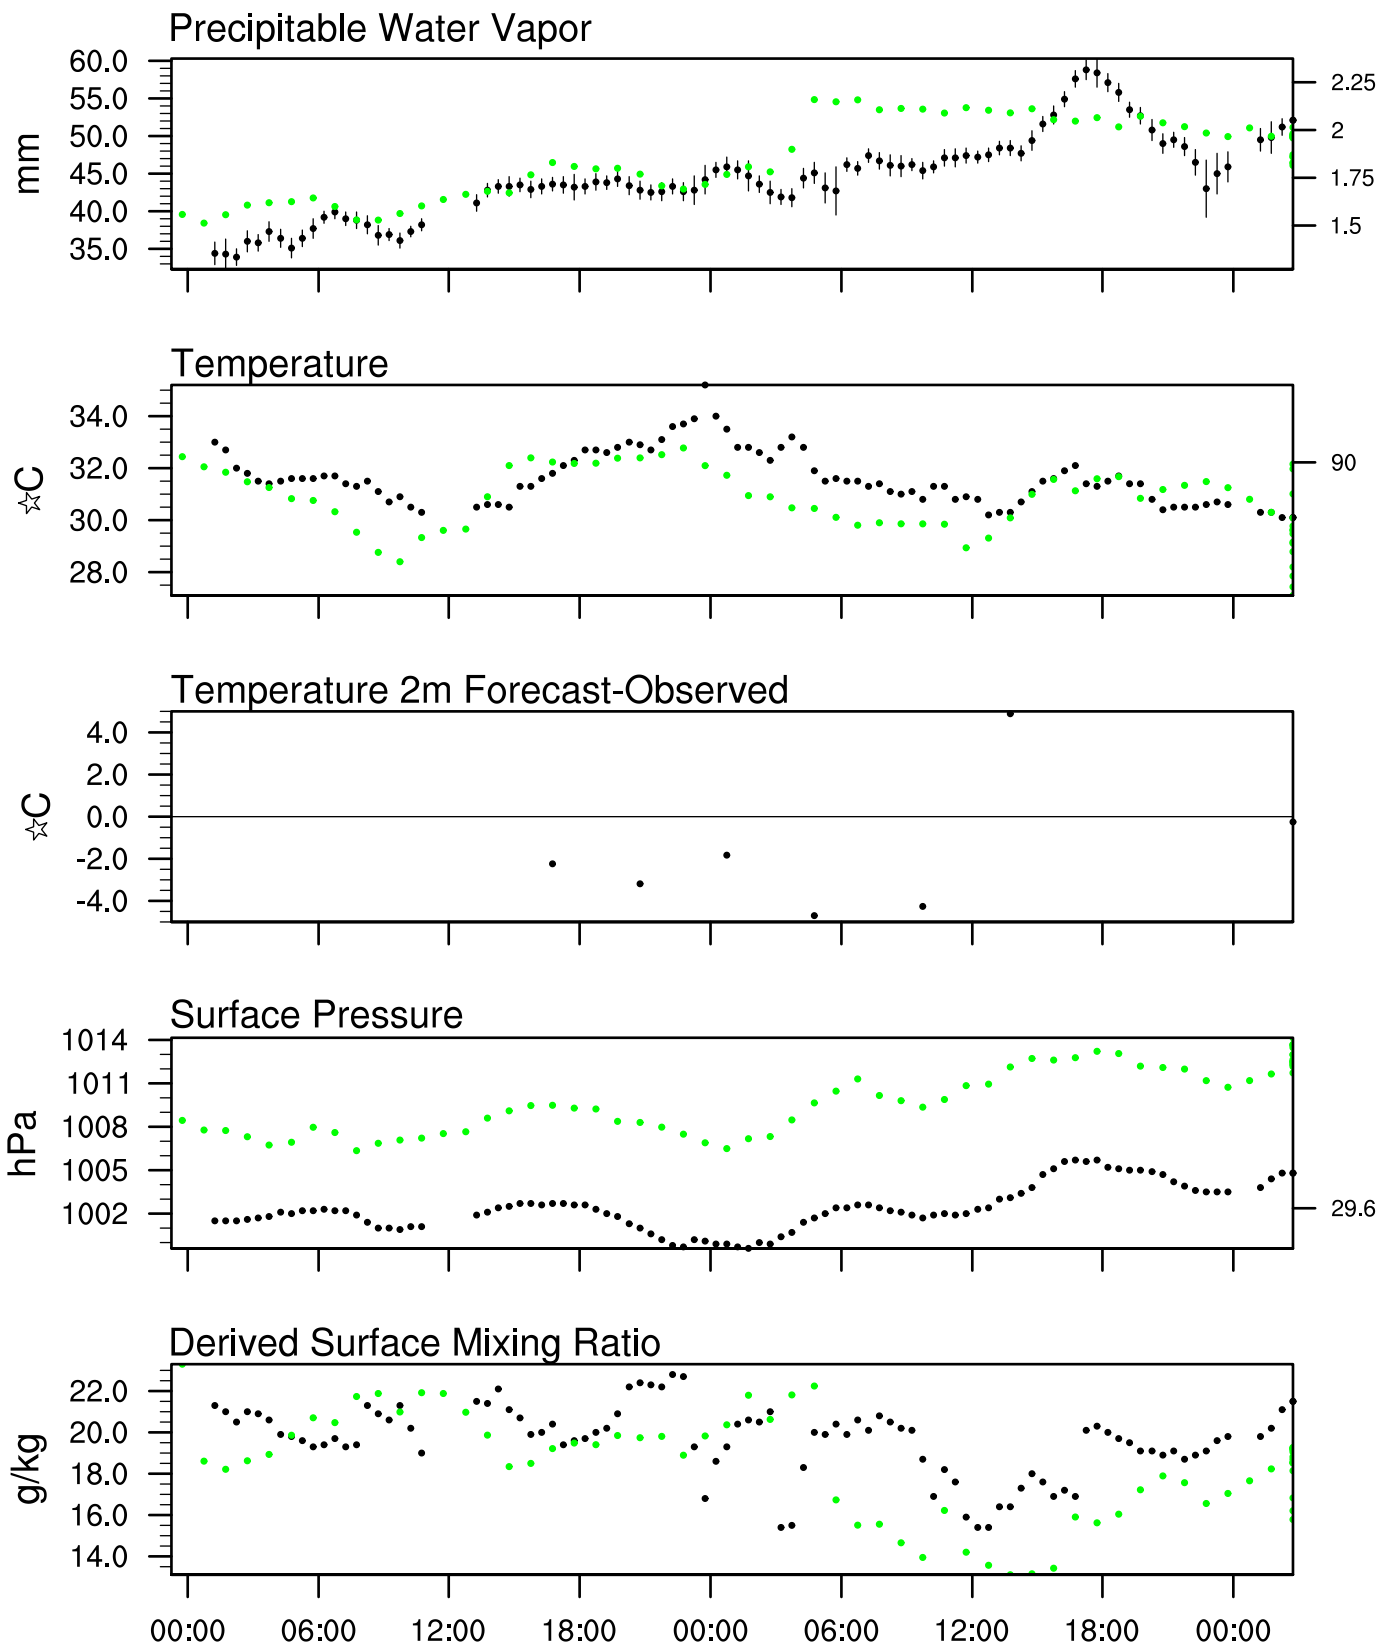 Precipitable Water Vapor
60.0
55.0
50.0
45.0
40.0
35.0
mm
2.25
2
1.75
1.5
Temperature
34.0
32.0
30.0
28.0
☆C
90
Temperature 2m Forecast-Observed
4.0
2.0
0.0
-2.0
-4.0
☆C
Surface Pressure
1014
1011
1008
1005
1002
hPa
29.6
Derived Surface Mixing Ratio
22.0
20.0
18.0
16.0
14.0
g/kg
00:00 06:00 12:00 18:00 00:00 06:00 12:00 18:00 00:00